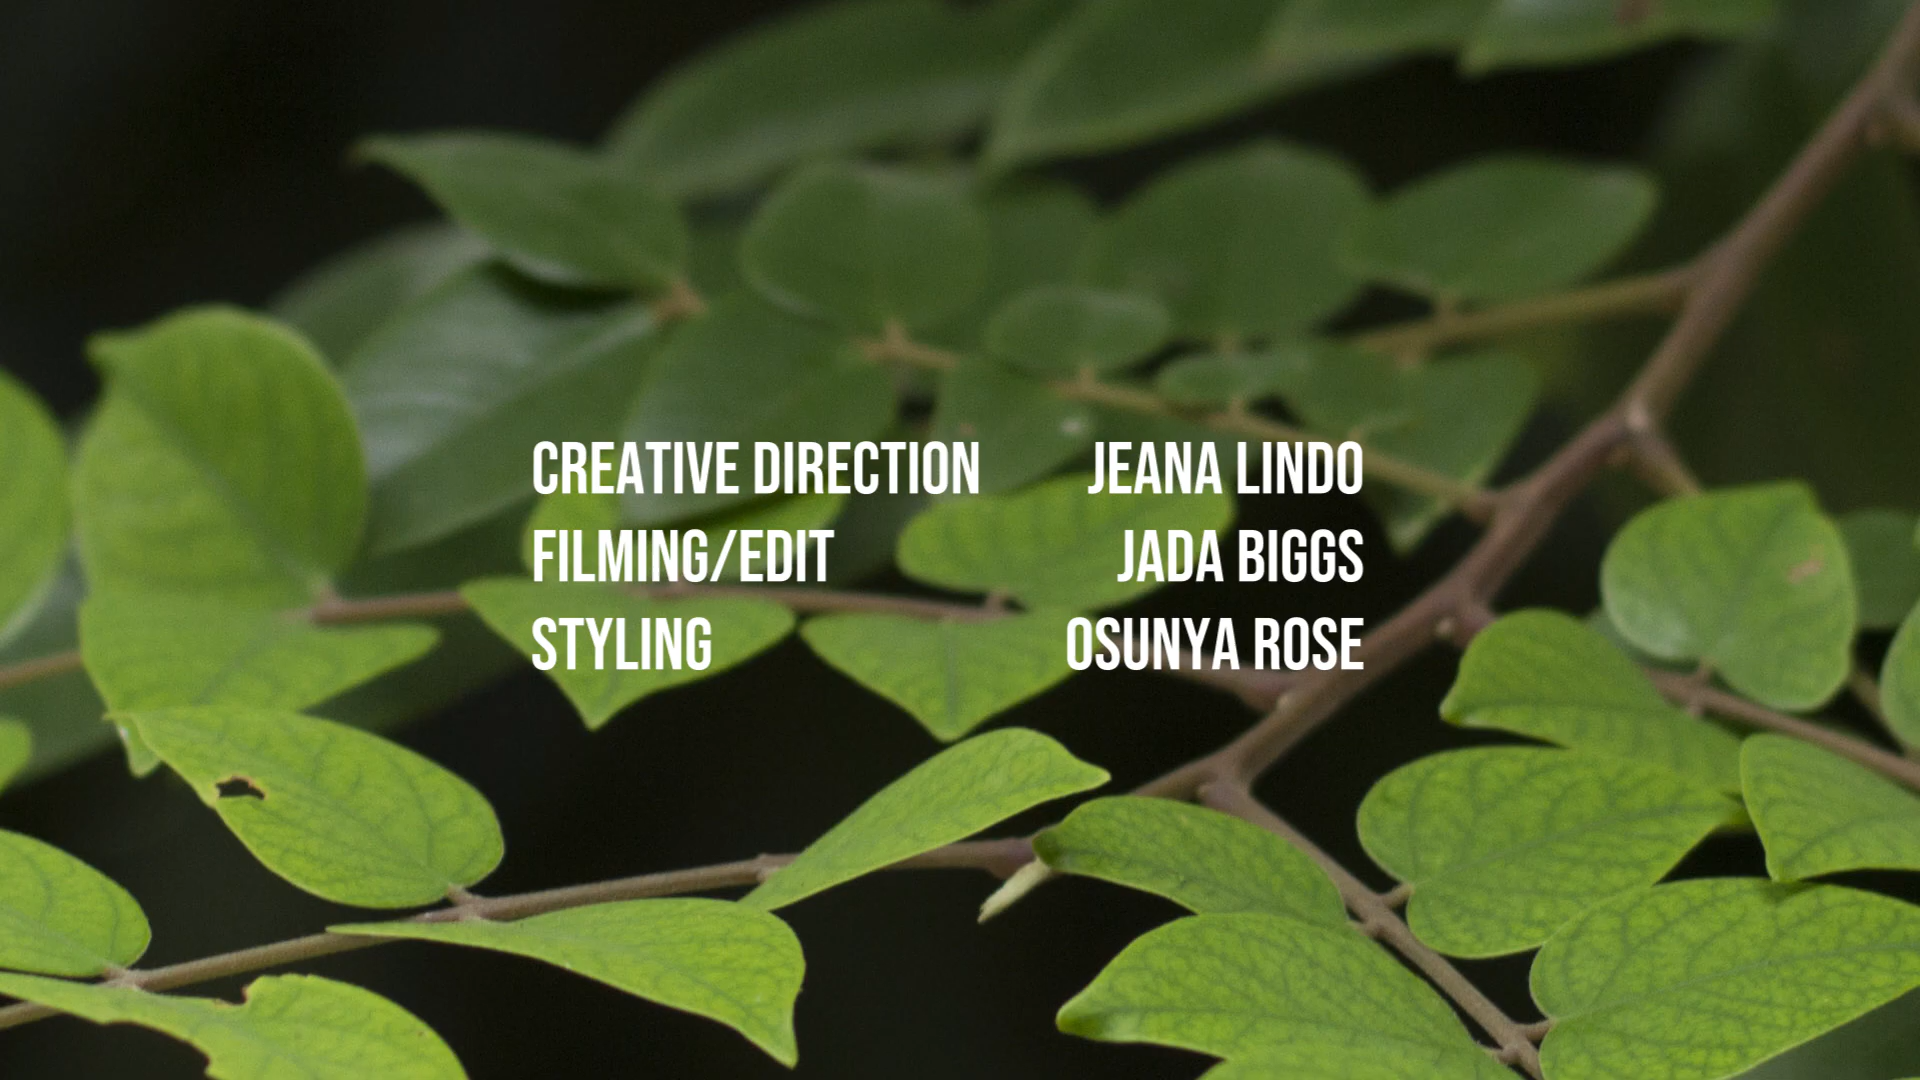 CREATIVE DIRECTION JEANA LINDO
FILMING/EDIT JADA BIGGS
STYLING OSUNYA ROSE